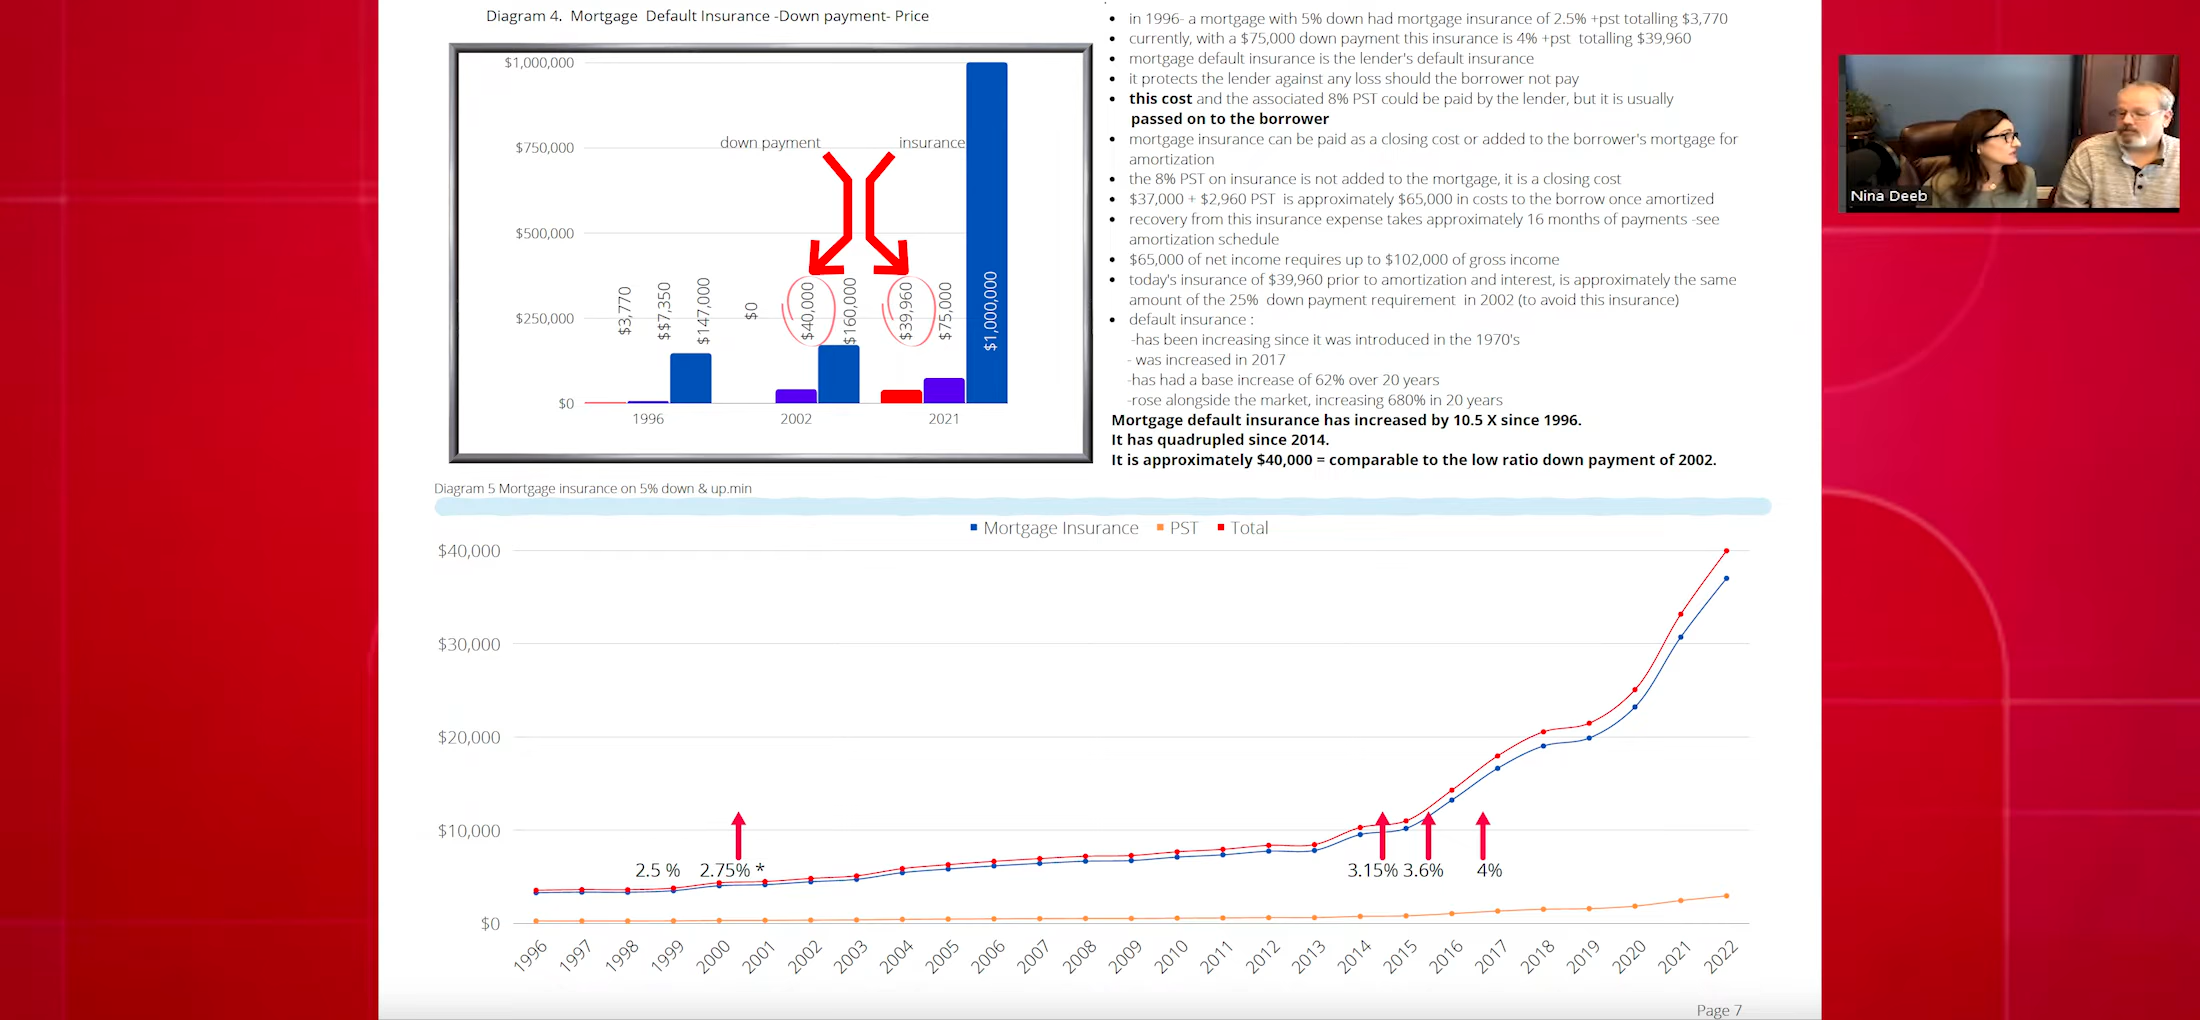 Diagram 4. Mortgage Default Insurance -Down payment- Price
$1,000,000
$750,000
$500,000
$250,000
$0
down payment
insurance
$3,770
$$7,350
$147,000
$0
$40,000
$160,000
$39,960
$75,000
$1,000,000
1996
2002
2021
• in 1996- a mortgage with 5% down had mortgage insurance of 2.5% +pst totalling $3,770
• currently, with a $75,000 down payment this insurance is 4% +pst totalling $39,960
• mortgage default insurance is the lender's default insurance
• it protects the lender against any loss should the borrower not pay
• this cost and the associated 8% PST could be paid by the lender, but it is usually
passed on to the borrower
• mortgage insurance can be paid as a closing cost or added to the borrower's mortgage for
amortization
• the 8% PST on insurance is not added to the mortgage, it is a closing cost
• $37,000 + $2,960 PST is approximately $65,000 in costs to the borrow once amortized
• recovery from this insurance expense takes approximately 16 months of payments -see
amortization schedule
• $65,000 of net income requires up to $102,000 of gross income
• today's insurance of $39,960 prior to amortization and interest, is approximately the same
amount of the 25% down payment requirement in 2002 (to avoid this insurance)
• default insurance :
-has been increasing since it was introduced in the 1970's
- was increased in 2017
-has had a base increase of 62% over 20 years
-rose alongside the market, increasing 680% in 20 years
Mortgage default insurance has increased by 10.5 X since 1996.
It has quadrupled since 2014.
It is approximately $40,000 = comparable to the low ratio down payment of 2002.
Nina Deeb
Diagram 5 Mortgage insurance on 5% down & up.min
Mortgage Insurance PST Total
$40,000
$30,000
$20,000
$10,000
$0
2.5 % 2.75% * 3.15% 3.6% 4%
1996 1997 1998 1999 2000 2001 2002 2003 2004 2005 2006 2007 2008 2009 2010 2011 2012 2013 2014 2015 2016 2017 2018 2019 2020 2021 2022
Page 7